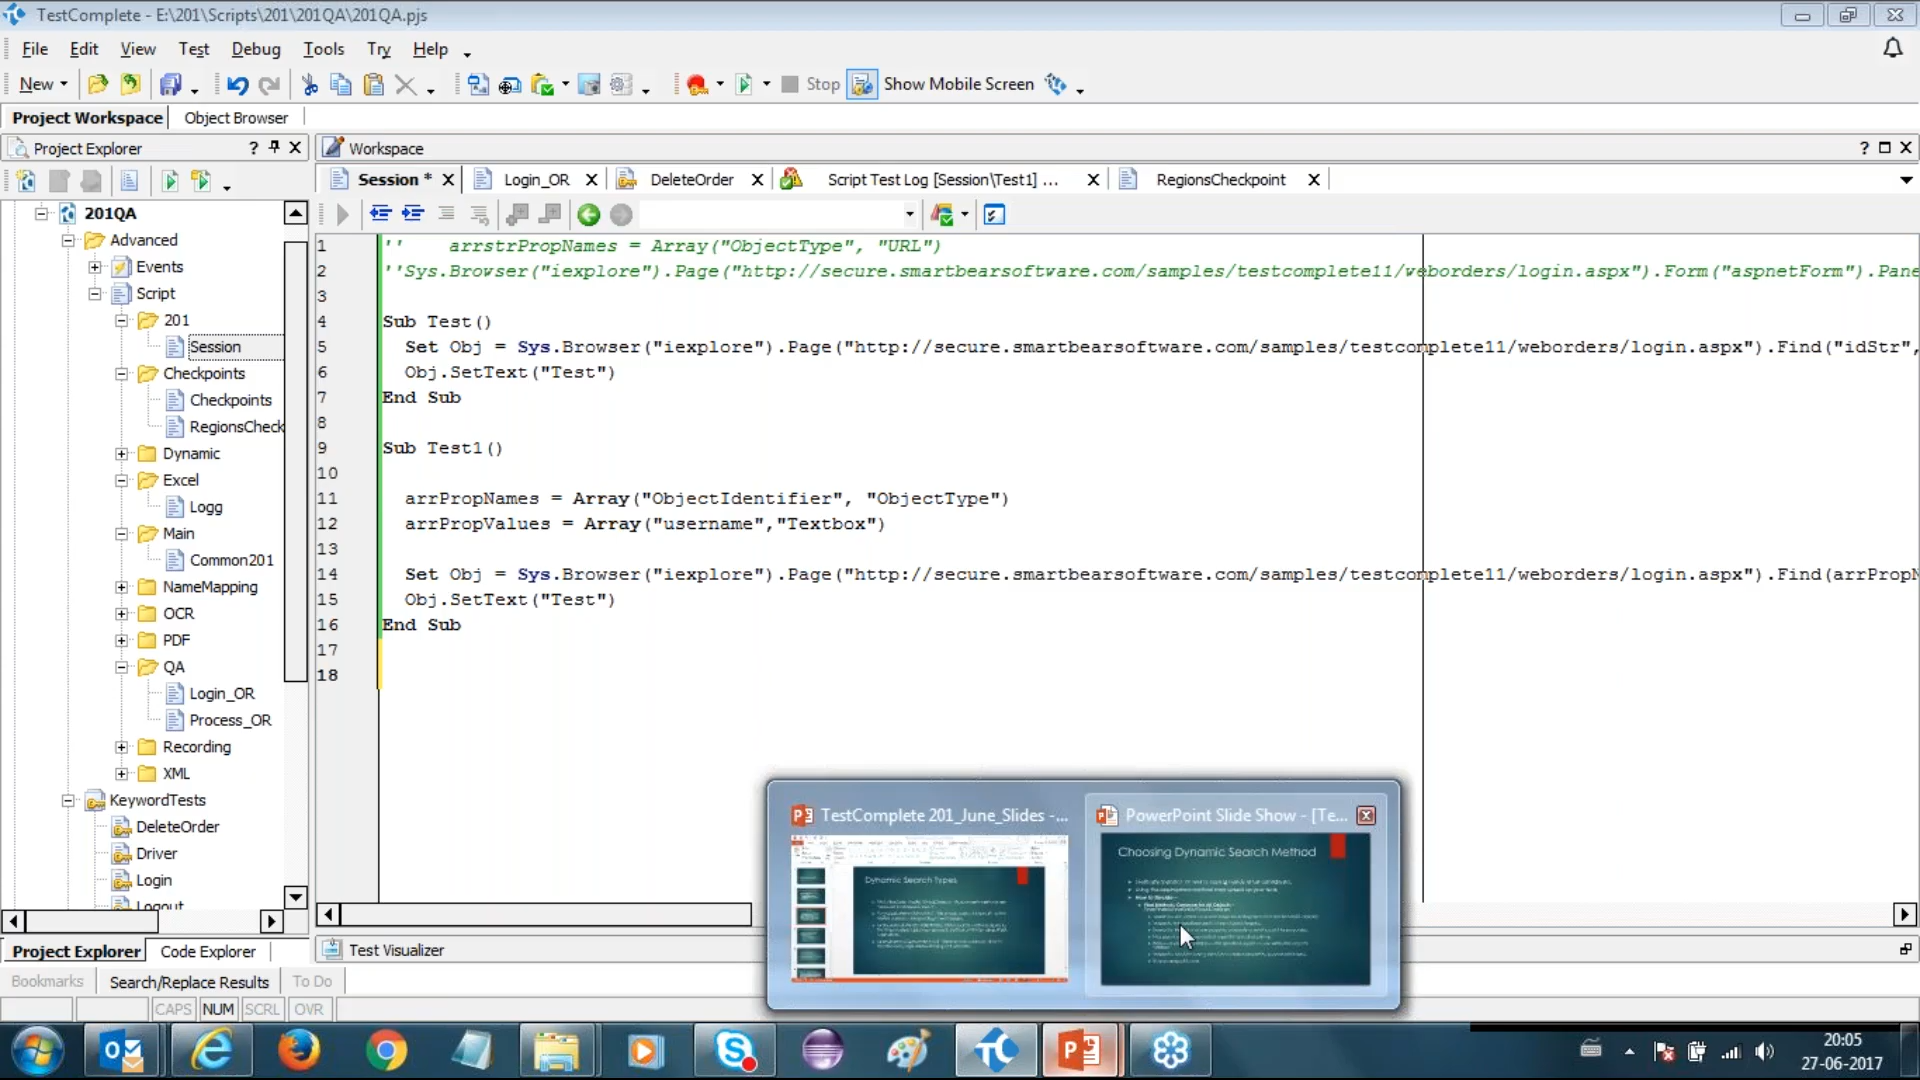 TestComplete - E:\201\Scripts\201\201QA\201QA.pjs
File Edit View Test Debug Tools Try Help
New Stop Show Mobile Screen
Project Workspace Object Browser
Project Explorer ? Workspace ?
Session * Login_OR DeleteOrder Script Test Log [Session\Test1] ... RegionsCheckpoint
201QA
Advanced
Events
Script
201
Session
Checkpoints
Checkpoints
RegionsCheck
Dynamic
Excel
Logg
Main
Common201
NameMapping
OCR
PDF
QA
Login_OR
Process_OR
Recording
XML
KeywordTests
DeleteOrder
Driver
Login
Logout
1 '' arrstrPropNames = Array("ObjectType", "URL")
2 ''Sys.Browser("iexplore").Page("http://secure.smartbearsoftware.com/samples/testcomplete11/weborders/login.aspx").Form("aspnetForm").Pane
3
4 Sub Test()
5 Set Obj = Sys.Browser("iexplore").Page("http://secure.smartbearsoftware.com/samples/testcomplete11/weborders/login.aspx").Find("idStr",
6 Obj.SetText("Test")
7 End Sub
8
9 Sub Test1()
10
11 arrPropNames = Array("ObjectIdentifier", "ObjectType")
12 arrPropValues = Array("username","Textbox")
13
14 Set Obj = Sys.Browser("iexplore").Page("http://secure.smartbearsoftware.com/samples/testcomplete11/weborders/login.aspx").Find(arrPropN
15 Obj.SetText("Test")
16 End Sub
17
18
TestComplete 201_June_Slides -... PowerPoint Slide Show - [Te...
Dynamic Search Types
Choosing Dynamic Search Method
Project Explorer Code Explorer Test Visualizer
Bookmarks Search/Replace Results To Do
CAPS NUM SCRL OVR
20:05
27-06-2017